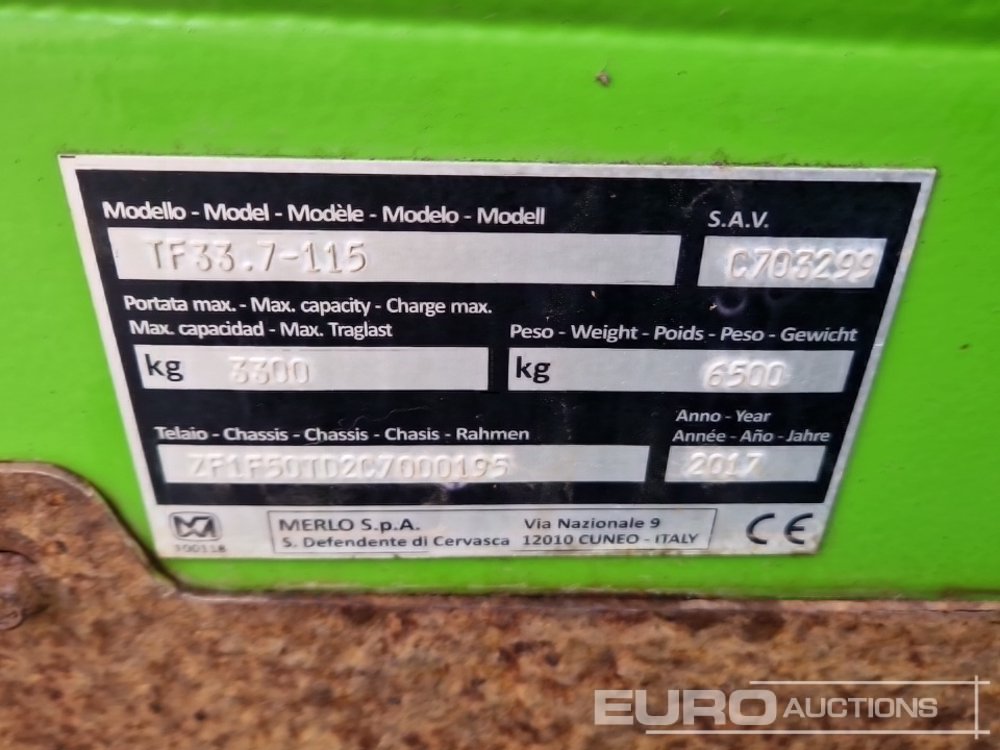 Modello - Model - Modèle - Modelo - Modell
S.A.V.
TF33.7-115
C703299
Portata max. - Max. capacity - Charge max.
Max. capacidad - Max. Traglast
Peso - Weight - Poids - Peso - Gewicht
kg 3300
kg 6500
Telaio - Chassis - Chassis - Chasis - Rahmen
Anno - Year
Année - Año - Jahre
ZF1F50TD2C7000195
2017
MERLO S.p.A.
Via Nazionale 9
S. Defendente di Cervasca
12010 CUNEO - ITALY
CE
EURO AUCTIONS